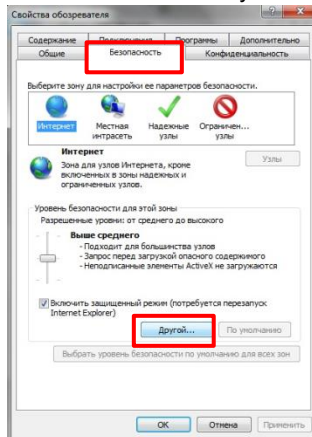 Свойства обозревателя
Содержание Подключения Программы Дополнительно
Общие Безопасность Конфиденциальность
Выберите зону для настройки ее параметров безопасности.
Интернет Местная интрасеть Надежные узлы Ограничен... узлы
Интернет
Зона для узлов Интернета, кроме
включенных в зоны надежных и
ограниченных узлов.
Узлы
Уровень безопасности для этой зоны
Разрешенные уровни: от среднего до высокого
Выше среднего
- Подходит для большинства узлов
- Запрос перед загрузкой опасного содержимого
- Неподписанные элементы ActiveX не загружаются
Включить защищенный режим (потребуется перезапуск
Internet Explorer)
Другой... По умолчанию
Выбрать уровень безопасности по умолчанию для всех зон
OK Отмена Применить